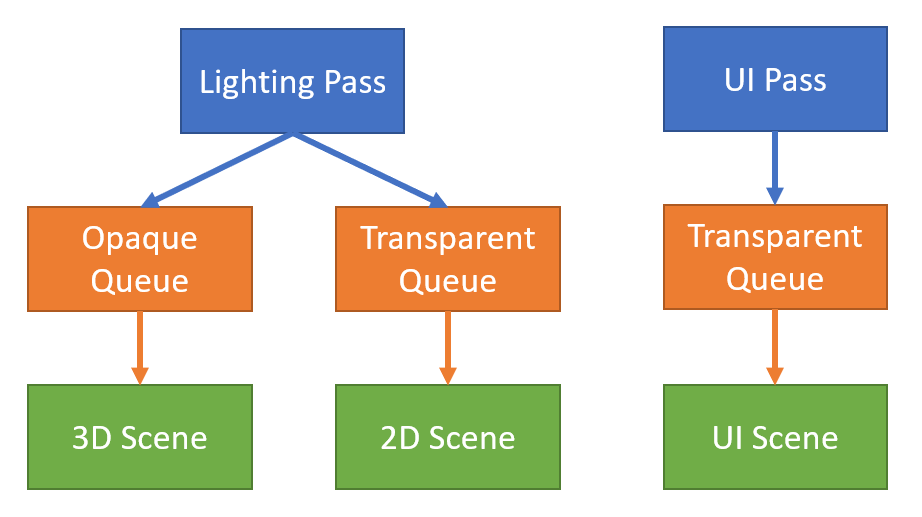 Lighting Pass
UI Pass
Opaque
Queue
Transparent
Queue
Transparent
Queue
3D Scene
2D Scene
UI Scene